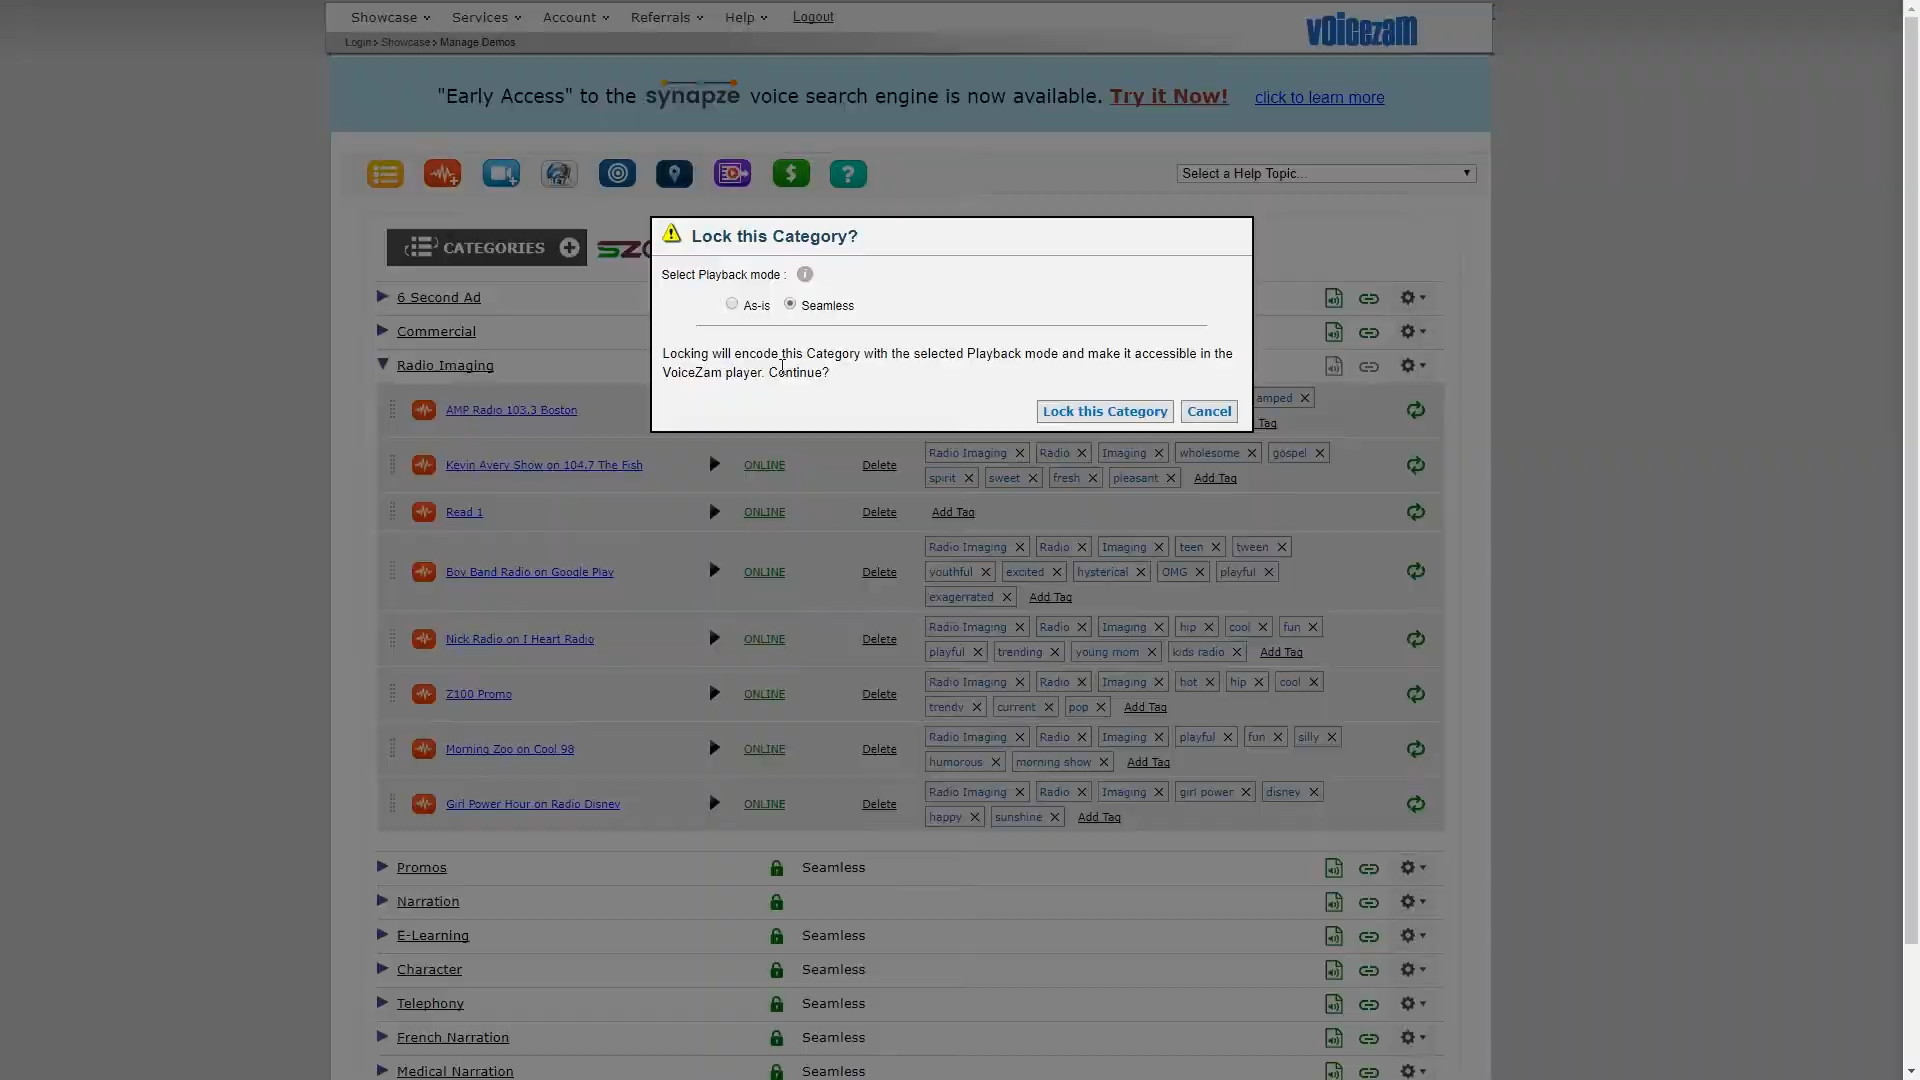 Showcase Services Account Referrals Help Logout
voicezam
Login > Showcase > Manage Demos
"Early Access" to the synapze voice search engine is now available. Try it Now! click to learn more
BETA $ ? Select a Help Topic...
CATEGORIES
Lock this Category?
Select Playback mode : i
As-is Seamless
Locking will encode this Category with the selected Playback mode and make it accessible in the
VoiceZam player. Continue?
Lock this Category Cancel
6 Second Ad
Commercial
Radio Imaging
AMP Radio 103.3 Boston amped X
Tag
Kevin Avery Show on 104.7 The Fish ONLINE Delete Radio Imaging X Radio X Imaging X wholesome X gospel X
spirit X sweet X fresh X pleasant X Add Tag
Read 1 ONLINE Delete Add Tag
Boy Band Radio on Google Play ONLINE Delete Radio Imaging X Radio X Imaging X teen X tween X
youthful X excited X hysterical X OMG X playful X
exagerrated X Add Tag
Nick Radio on I Heart Radio ONLINE Delete Radio Imaging X Radio X Imaging X hip X cool X fun X
playful X trending X young mom X kids radio X Add Tag
Z100 Promo ONLINE Delete Radio Imaging X Radio X Imaging X hot X hip X cool X
trendy X current X pop X Add Tag
Morning Zoo on Cool 98 ONLINE Delete Radio Imaging X Radio X Imaging X playful X fun X silly X
humorous X morning show X Add Tag
Girl Power Hour on Radio Disney ONLINE Delete Radio Imaging X Radio X Imaging X girl power X disney X
happy X sunshine X Add Tag
Promos Seamless
Narration
E-Learning Seamless
Character Seamless
Telephony Seamless
French Narration Seamless
Medical Narration Seamless